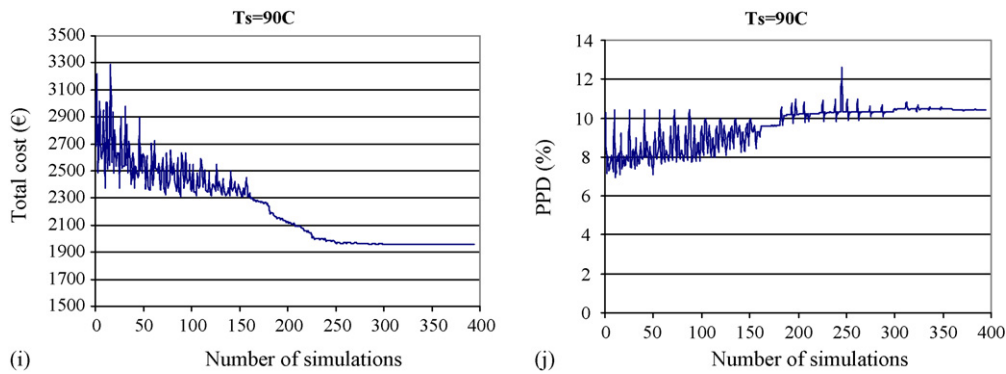 Ts=90C
3500
3300
3100
2900
2700
2500
2300
2100
1900
1700
1500
Total cost (€)
0 50 100 150 200 250 300 350 400
(i) Number of simulations
Ts=90C
14
12
10
8
6
4
2
0
PPD (%)
0 50 100 150 200 250 300 350 400
(j) Number of simulations